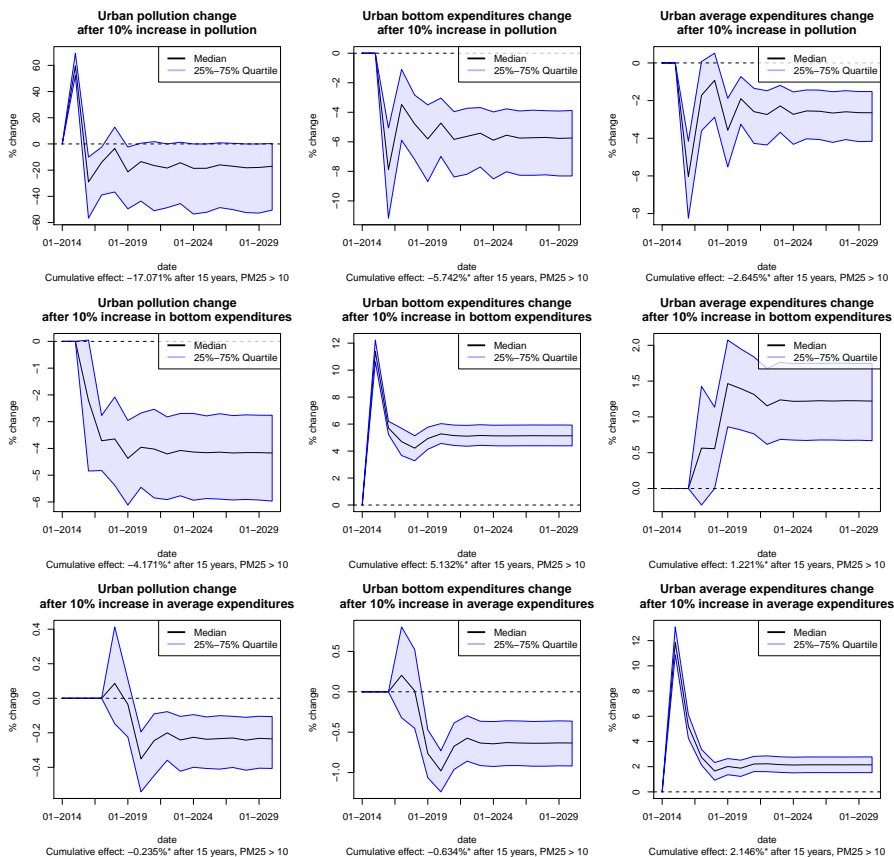 Urban pollution change
after 10% increase in pollution
Median
25%−75% Quartile
% change
60
40
20
0
−20
−40
−60
01−2014
01−2019
01−2024
01−2029
date
Cumulative effect: −17.071% after 15 years, PM25 > 10
Urban bottom expenditures change
after 10% increase in pollution
Median
25%−75% Quartile
% change
0
−2
−4
−6
−8
−10
01−2014
01−2019
01−2024
01−2029
date
Cumulative effect: −5.742%* after 15 years, PM25 > 10
Urban average expenditures change
after 10% increase in pollution
Median
25%−75% Quartile
% change
0
−2
−4
−6
−8
01−2014
01−2019
01−2024
01−2029
date
Cumulative effect: −2.645%* after 15 years, PM25 > 10
Urban pollution change
after 10% increase in bottom expenditures
Median
25%−75% Quartile
% change
0
−1
−2
−3
−4
−5
−6
01−2014
01−2019
01−2024
01−2029
date
Cumulative effect: −4.171%* after 15 years, PM25 > 10
Urban bottom expenditures change
after 10% increase in bottom expenditures
Median
25%−75% Quartile
% change
12
10
8
6
4
2
0
01−2014
01−2019
01−2024
01−2029
date
Cumulative effect: 5.132%* after 15 years, PM25 > 10
Urban average expenditures change
after 10% increase in bottom expenditures
Median
25%−75% Quartile
% change
2.0
1.5
1.0
0.5
0.0
01−2014
01−2019
01−2024
01−2029
date
Cumulative effect: 1.221%* after 15 years, PM25 > 10
Urban pollution change
after 10% increase in average expenditures
Median
25%−75% Quartile
% change
0.4
0.2
0.0
−0.2
−0.4
01−2014
01−2019
01−2024
01−2029
date
Cumulative effect: −0.235%* after 15 years, PM25 > 10
Urban bottom expenditures change
after 10% increase in average expenditures
Median
25%−75% Quartile
% change
0.5
0.0
−0.5
−1.0
01−2014
01−2019
01−2024
01−2029
date
Cumulative effect: −0.634%* after 15 years, PM25 > 10
Urban average expenditures change
after 10% increase in average expenditures
Median
25%−75% Quartile
% change
12
10
8
6
4
2
0
01−2014
01−2019
01−2024
01−2029
date
Cumulative effect: 2.146%* after 15 years, PM25 > 10